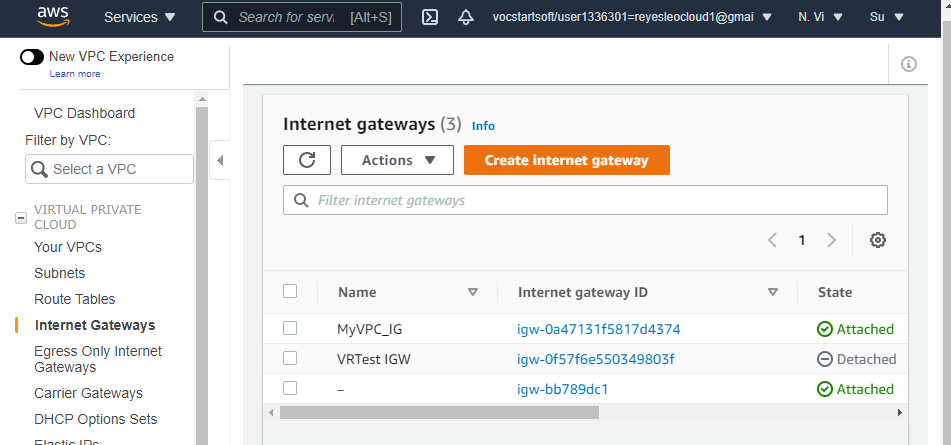 aws
Services
Search for serv [Alt+S]
vocstartsoft/user1336301=reyesleocloud1@gmai
N. Vi
Su
New VPC Experience
Learn more
VPC Dashboard
Filter by VPC:
Select a VPC
VIRTUAL PRIVATE
CLOUD
Your VPCs
Subnets
Route Tables
Internet Gateways
Egress Only Internet
Gateways
Carrier Gateways
DHCP Options Sets
Elastic IPs
Internet gateways (3) Info
Actions
Create internet gateway
Filter internet gateways
1
Name Internet gateway ID State
MyVPC_IG igw-0a47131f5817d4374 Attached
VRTest IGW igw-0f57f6e550349803f Detached
– igw-bb789dc1 Attached